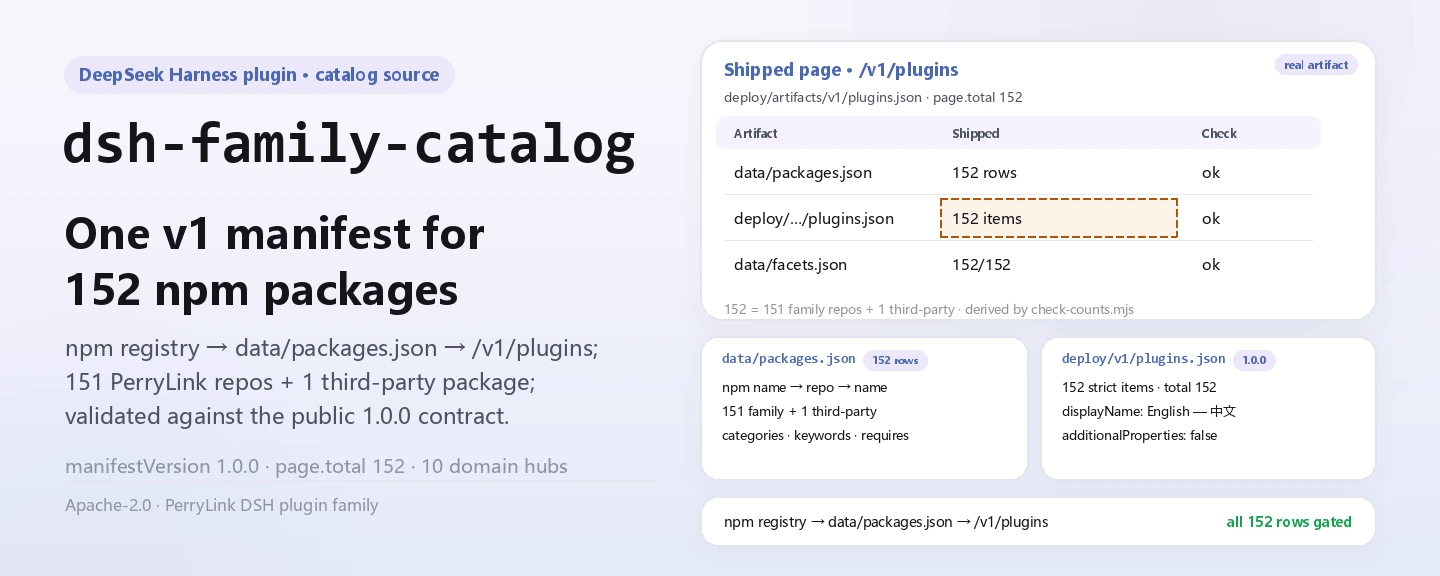 DeepSeek Harness plugin • catalog source
dsh-family-catalog
One v1 manifest for
152 npm packages
npm registry → data/packages.json → /v1/plugins;
151 PerryLink repos + 1 third-party package;
validated against the public 1.0.0 contract.
manifestVersion 1.0.0 · page.total 152 · 10 domain hubs
Apache-2.0 · PerryLink DSH plugin family
Shipped page • /v1/plugins
real artifact
deploy/artifacts/v1/plugins.json · page.total 152
Artifact Shipped Check
data/packages.json 152 rows ok
deploy/.../plugins.json 152 items ok
data/facets.json 152/152 ok
152 = 151 family repos + 1 third-party · derived by check-counts.mjs
data/packages.json 152 rows
npm name → repo → name
151 family + 1 third-party
categories · keywords · requires
deploy/v1/plugins.json 1.0.0
152 strict items · total 152
displayName: English — 中文
additionalProperties: false
npm registry → data/packages.json → /v1/plugins
all 152 rows gated